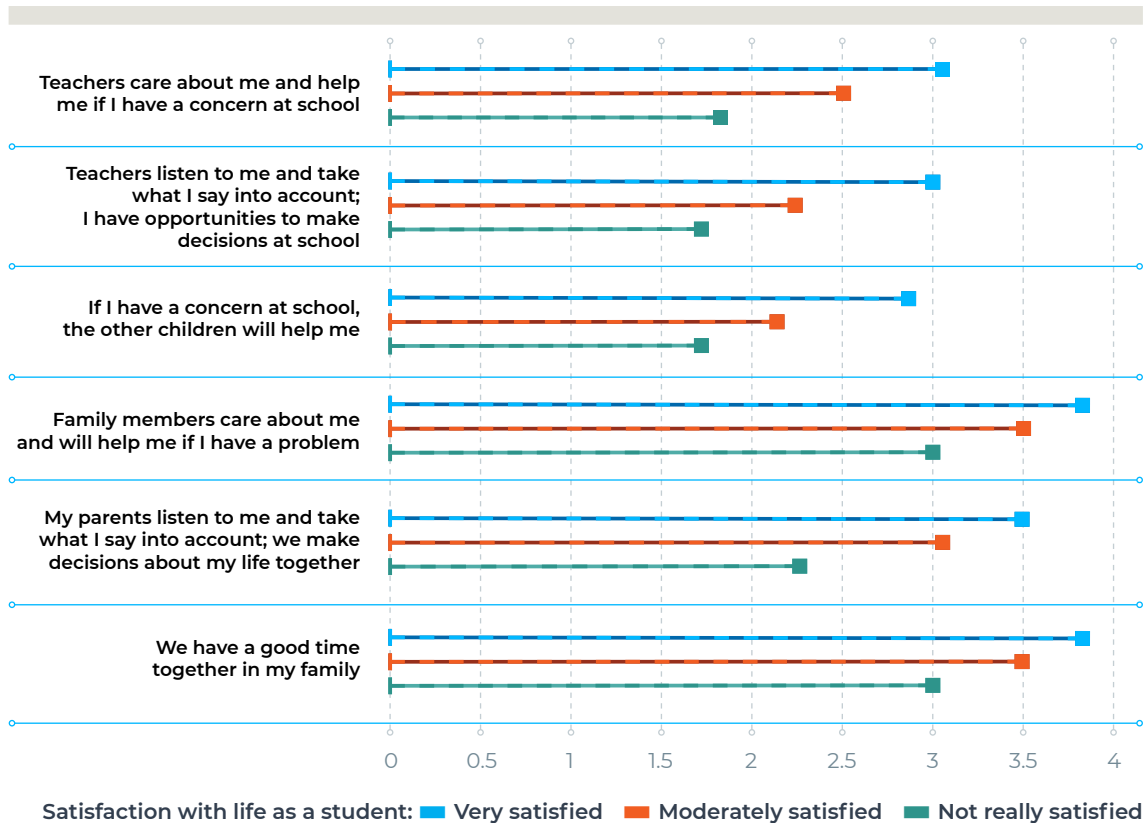 Teachers care about me and help
me if I have a concern at school
Teachers listen to me and take
what I say into account;
I have opportunities to make
decisions at school
If I have a concern at school,
the other children will help me
Family members care about me
and will help me if I have a problem
My parents listen to me and take
what I say into account; we make
decisions about my life together
We have a good time
together in my family
0 0.5 1 1.5 2 2.5 3 3.5 4
Satisfaction with life as a student: Very satisfied Moderately satisfied Not really satisfied